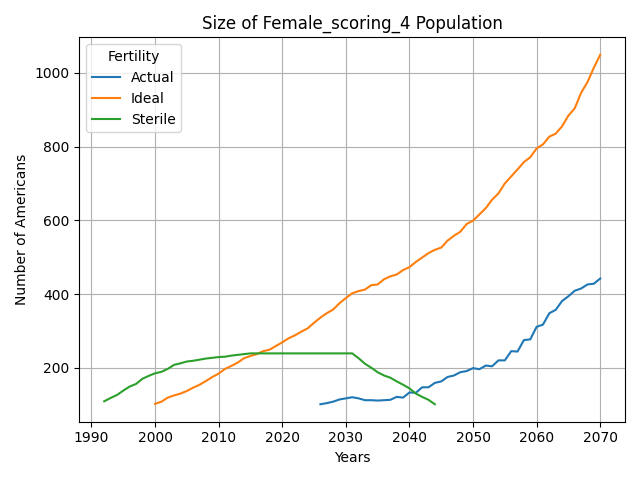 Size of Female_scoring_4 Population
Fertility
Actual
Ideal
Sterile
Number of Americans
1000
800
600
400
200
1990 2000 2010 2020 2030 2040 2050 2060 2070
Years